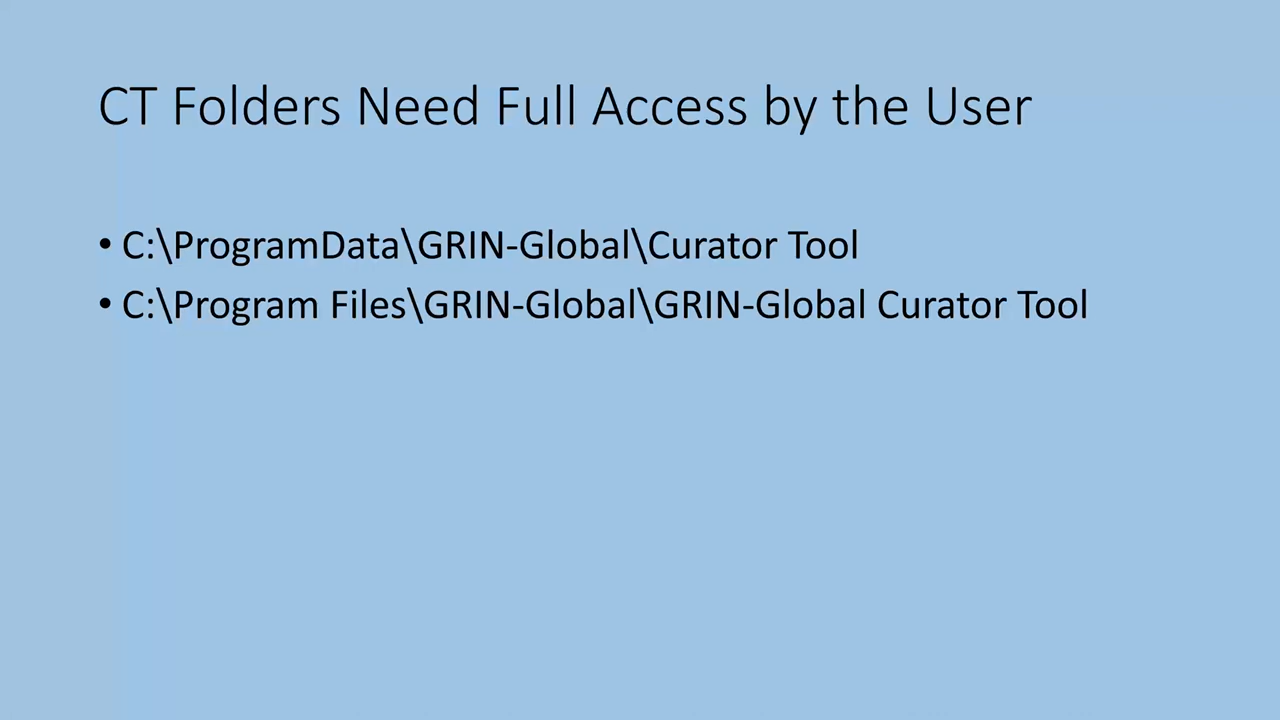 CT Folders Need Full Access by the User
• C:\ProgramData\GRIN-Global\Curator Tool
• C:\Program Files\GRIN-Global\GRIN-Global Curator Tool